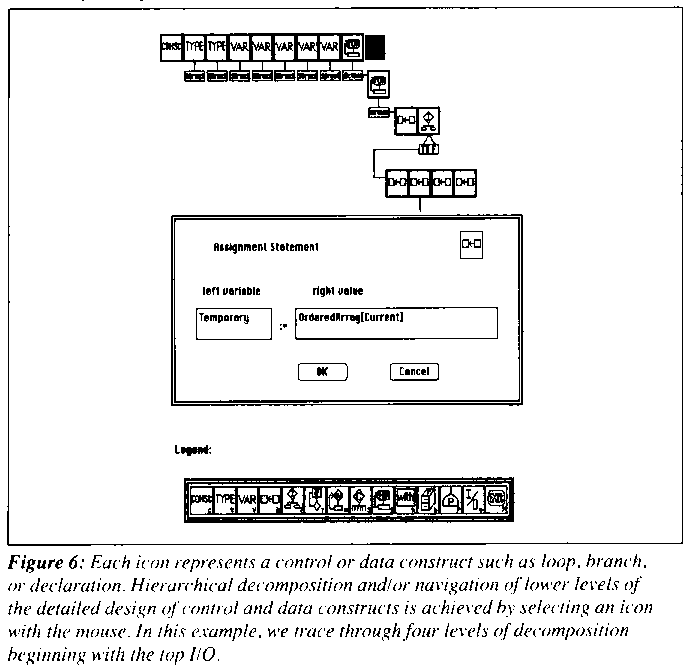 const TYPE TYPE VAR VAR VAR VAR VAR
Assignment Statement
left variable right value
Temporary := OrderedArray[Current]
OK Cancel
Legend:
const TYPE VAR with P I/O
Figure 6: Each icon represents a control or data construct such as loop, branch,
or declaration. Hierarchical decomposition and/or navigation of lower levels of
the detailed design of control and data constructs is achieved by selecting an icon
with the mouse. In this example, we trace through four levels of decomposition
beginning with the top I/O.